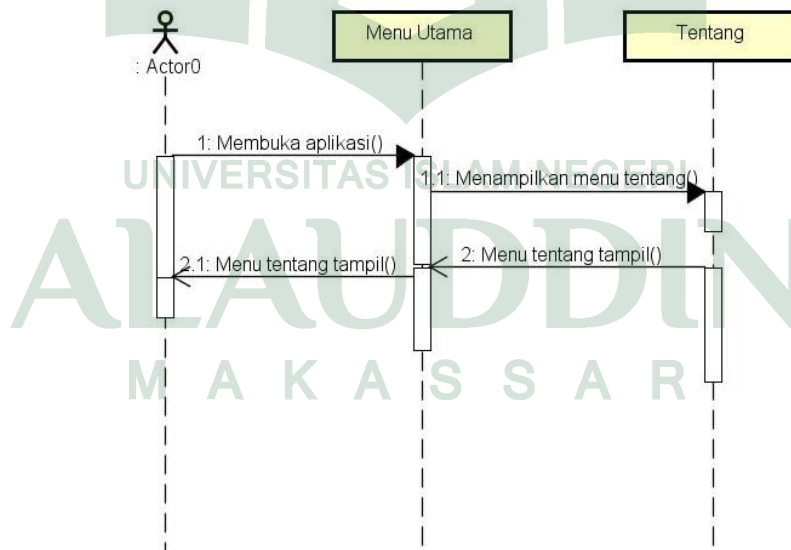 : Actor0
Menu Utama
Tentang
1: Membuka aplikasi()
UNIVERSITAS ISLAM NEGERI
1.1: Menampilkan menu tentang()
ALAUDDIN
2: Menu tentang tampil()
2.1: Menu tentang tampil()
MAKASSAR